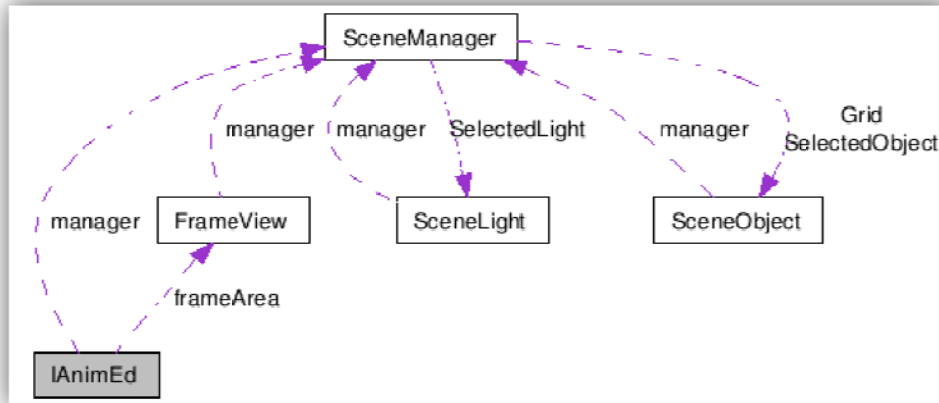 SceneManager
manager
manager
SelectedLight
manager
Grid
SelectedObject
manager
FrameView
SceneLight
SceneObject
frameArea
IAnimEd